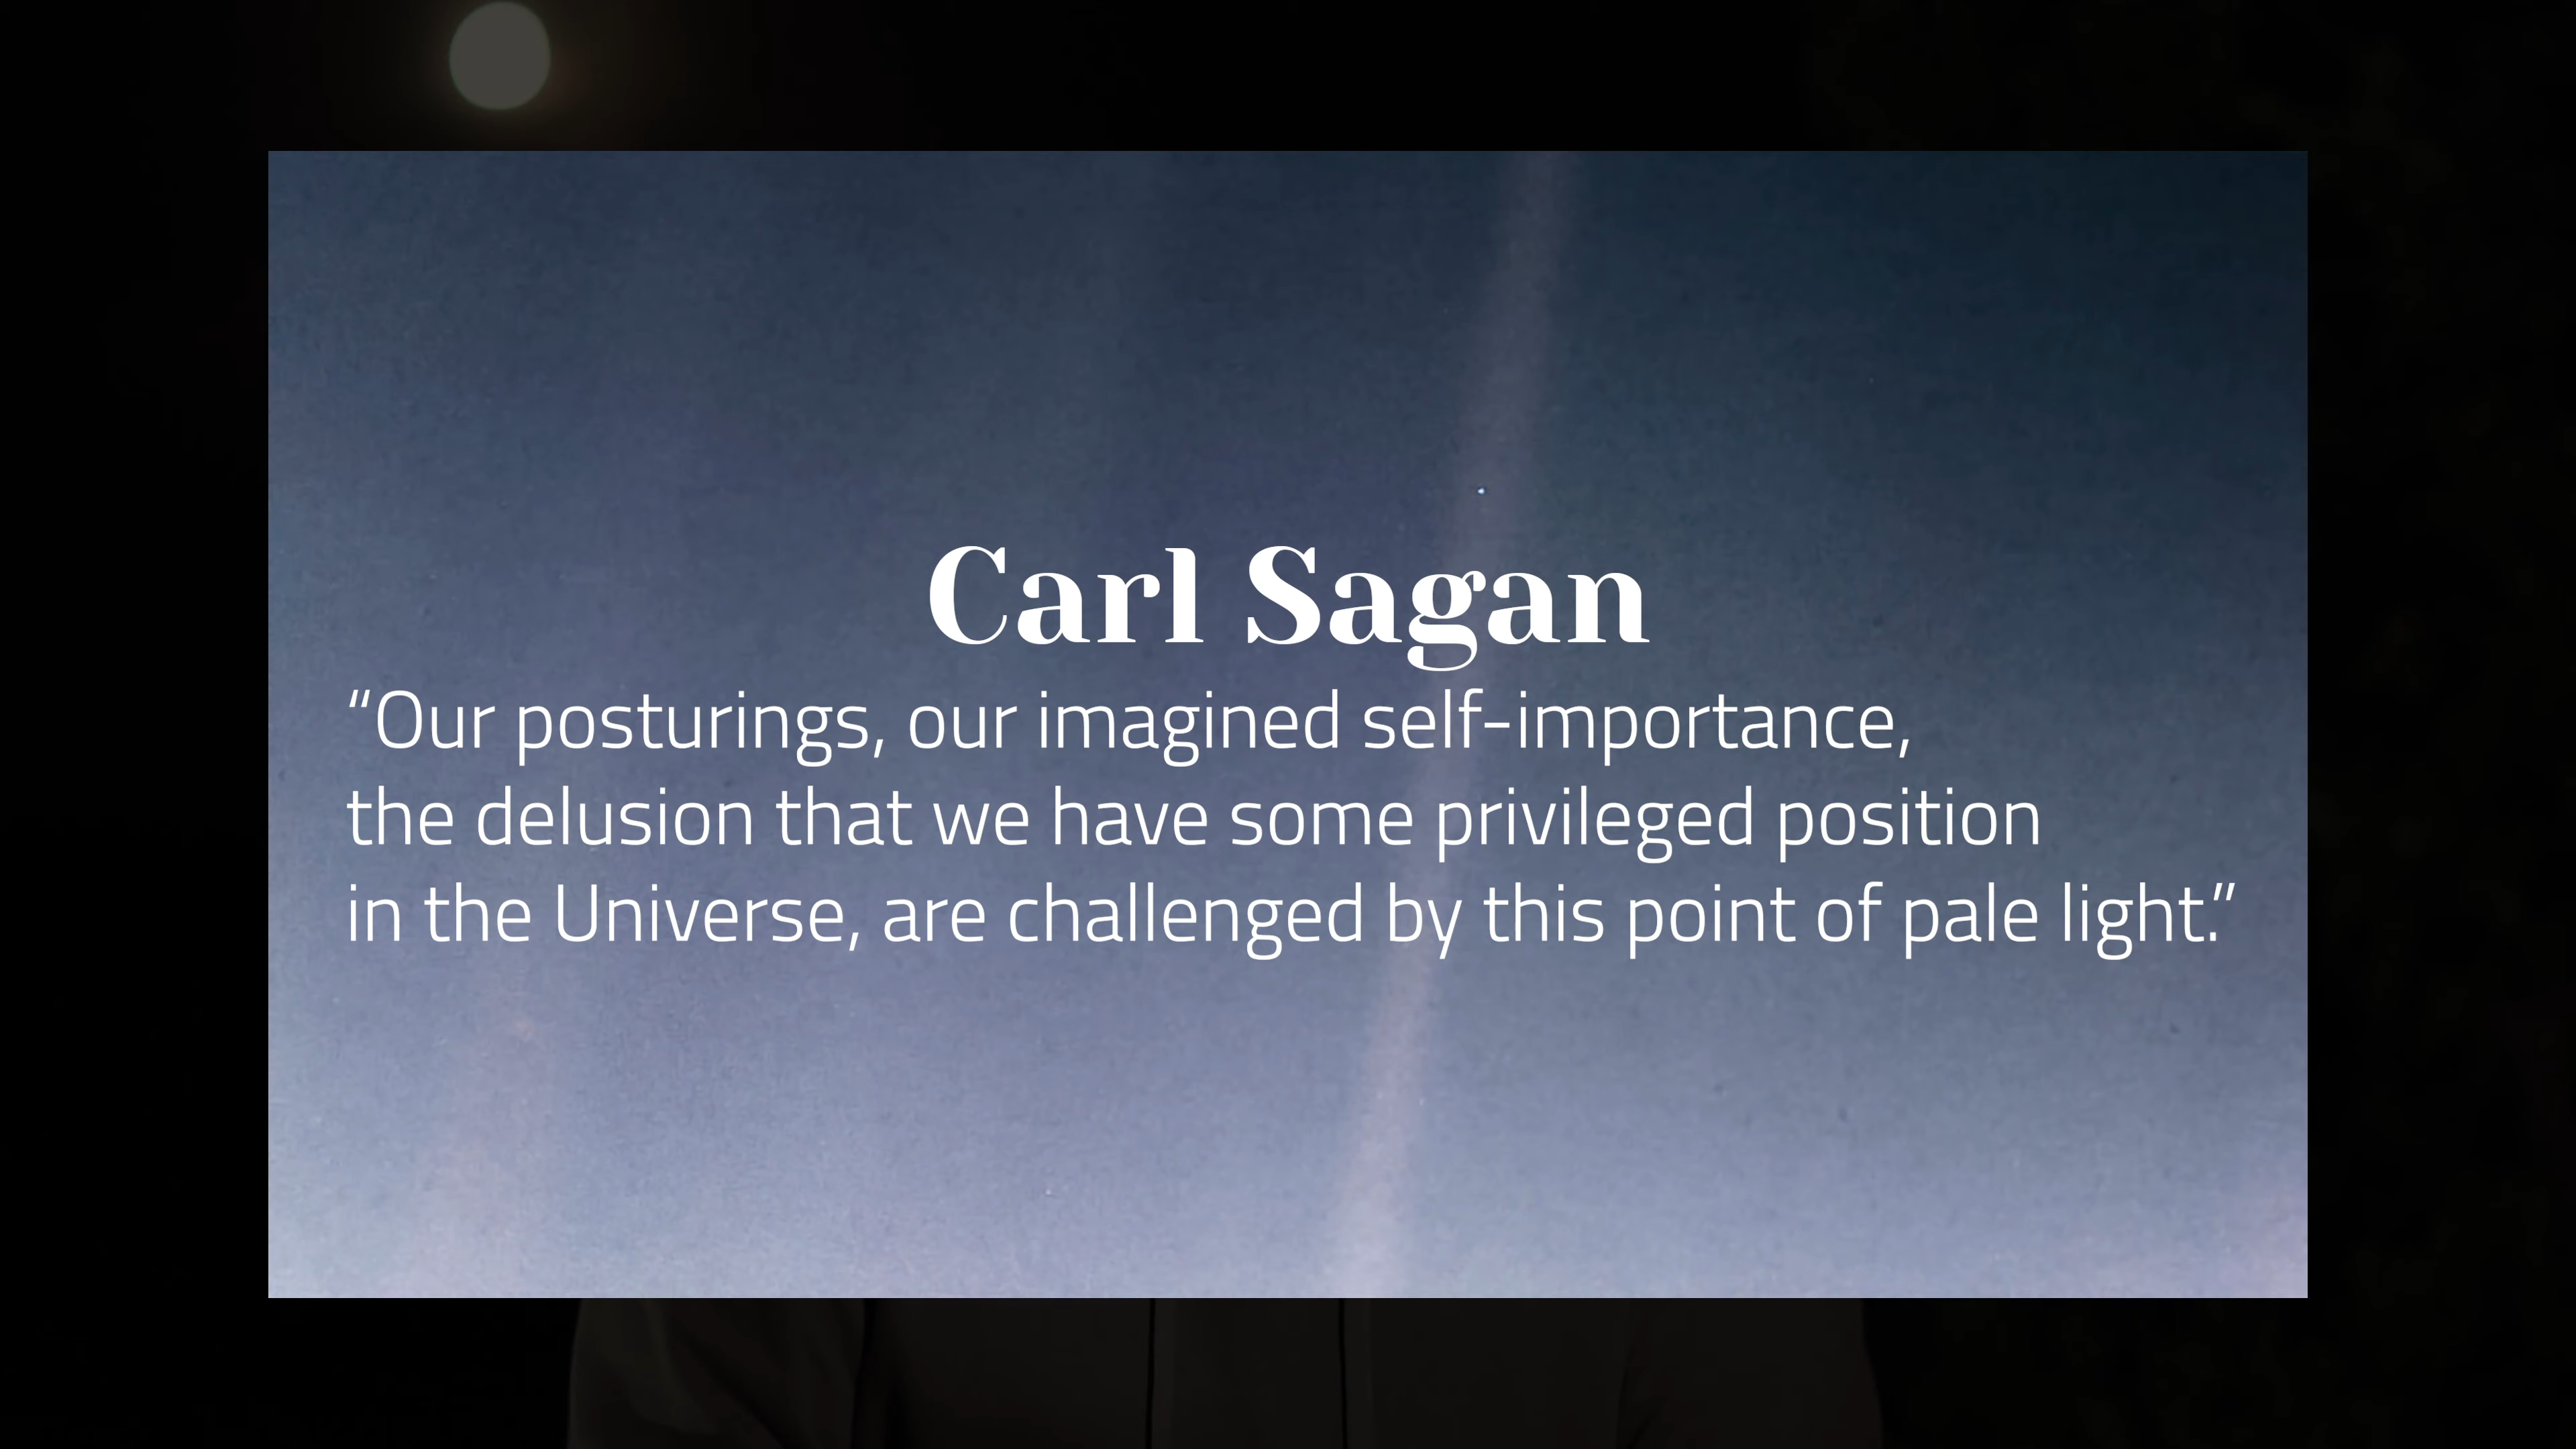 Carl Sagan
“Our posturings, our imagined self-importance,
the delusion that we have some privileged position
in the Universe, are challenged by this point of pale light.”